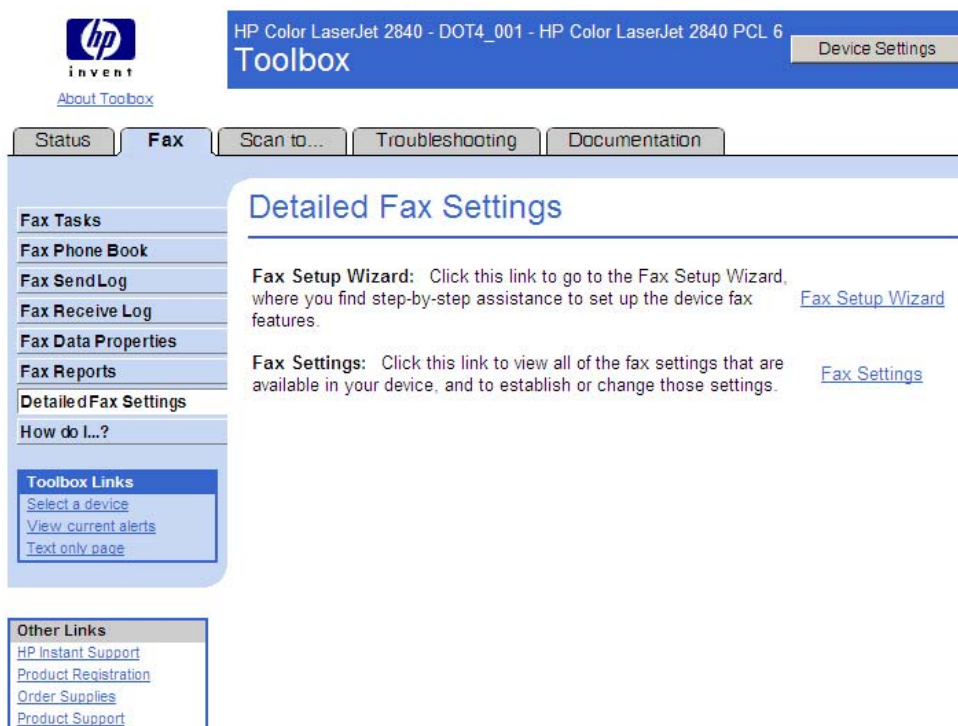 hp
invent
About Toolbox
HP Color LaserJet 2840 - DOT4_001 - HP Color LaserJet 2840 PCL 6
Toolbox
Device Settings
Status
Fax
Scan to...
Troubleshooting
Documentation
Fax Tasks
Fax Phone Book
Fax Send Log
Fax Receive Log
Fax Data Properties
Fax Reports
Detailed Fax Settings
How do I...?
Toolbox Links
Select a device
View current alerts
Text only page
Other Links
HP Instant Support
Product Registration
Order Supplies
Product Support
Detailed Fax Settings
Fax Setup Wizard: Click this link to go to the Fax Setup Wizard,
where you find step-by-step assistance to set up the device fax
features.
Fax Setup Wizard
Fax Settings: Click this link to view all of the fax settings that are
available in your device, and to establish or change those settings.
Fax Settings